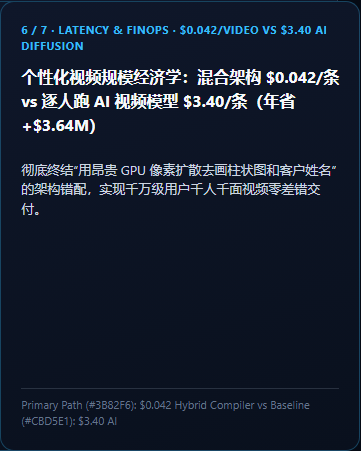 6 / 7 · LATENCY & FINOPS · $0.042/VIDEO VS $3.40 AI
DIFFUSION
个性化视频规模经济学：混合架构 $0.042/条
vs 逐人跑 AI 视频模型 $3.40/条（年省
+$3.64M）
彻底终结“用昂贵 GPU 像素扩散去画柱状图和客户姓名”
的架构错配，实现千万级用户千人千面视频零差错交
付。
Primary Path (#3B82F6): $0.042 Hybrid Compiler vs Baseline
(#CBD5E1): $3.40 AI